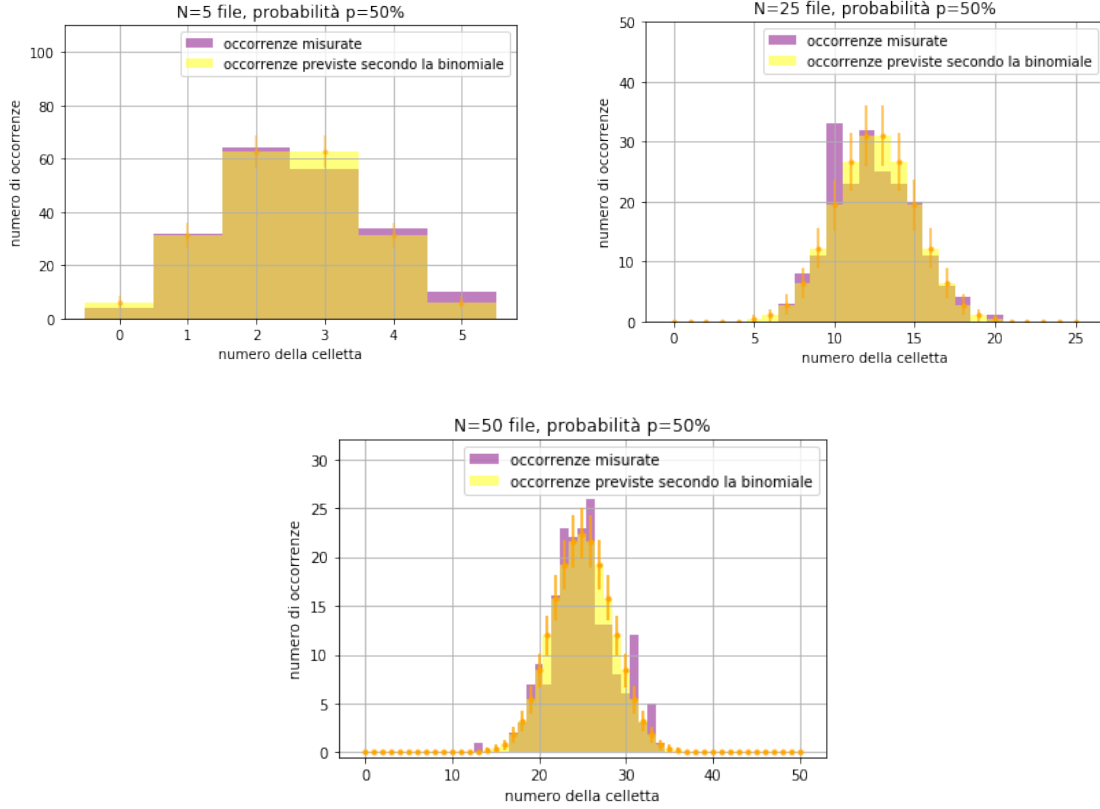 N=5 file, probabilità p=50%
occorrenze misurate
occorrenze previste secondo la binomiale
numero di occorrenze
100
80
60
40
20
0
0 1 2 3 4 5
numero della celletta
N=25 file, probabilità p=50%
occorrenze misurate
occorrenze previste secondo la binomiale
numero di occorrenze
50
40
30
20
10
0
0 5 10 15 20 25
numero della celletta
N=50 file, probabilità p=50%
occorrenze misurate
occorrenze previste secondo la binomiale
numero di occorrenze
30
25
20
15
10
5
0
0 10 20 30 40 50
numero della celletta